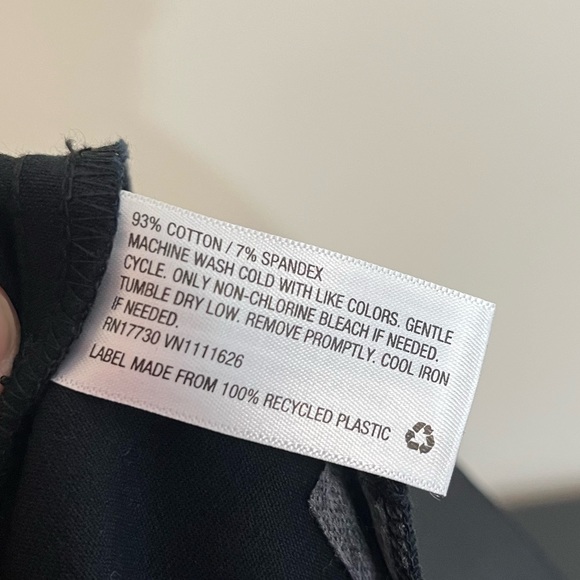 93% COTTON / 7% SPANDEX
MACHINE WASH COLD WITH LIKE COLORS. GENTLE
CYCLE. ONLY NON-CHLORINE BLEACH IF NEEDED.
TUMBLE DRY LOW. REMOVE PROMPTLY. COOL IRON
IF NEEDED.
RN17730 VN1111626
LABEL MADE FROM 100% RECYCLED PLASTIC